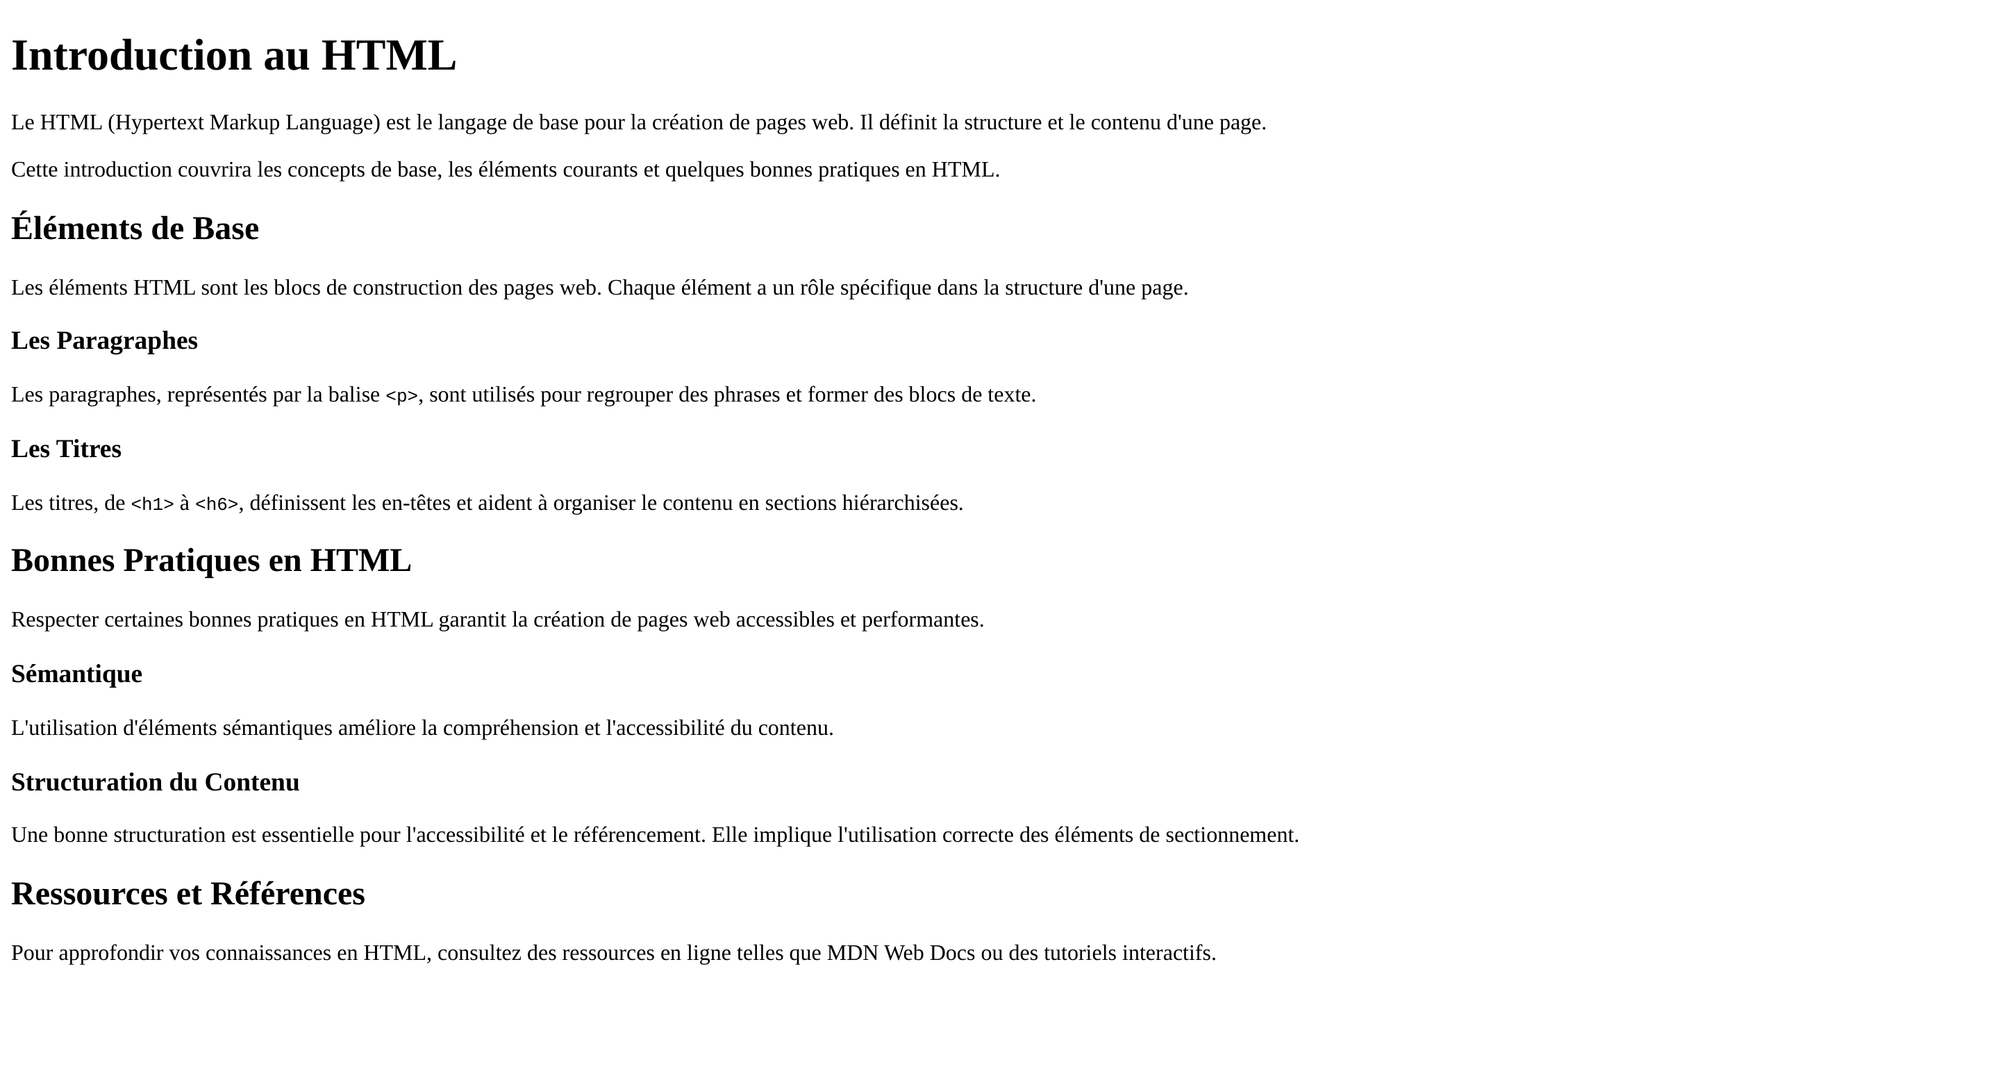 Introduction au HTML
Le HTML (Hypertext Markup Language) est le langage de base pour la création de pages web. Il définit la structure et le contenu d'une page.
Cette introduction couvrira les concepts de base, les éléments courants et quelques bonnes pratiques en HTML.
Éléments de Base
Les éléments HTML sont les blocs de construction des pages web. Chaque élément a un rôle spécifique dans la structure d'une page.
Les Paragraphes
Les paragraphes, représentés par la balise <p>, sont utilisés pour regrouper des phrases et former des blocs de texte.
Les Titres
Les titres, de <h1> à <h6>, définissent les en-têtes et aident à organiser le contenu en sections hiérarchisées.
Bonnes Pratiques en HTML
Respecter certaines bonnes pratiques en HTML garantit la création de pages web accessibles et performantes.
Sémantique
L'utilisation d'éléments sémantiques améliore la compréhension et l'accessibilité du contenu.
Structuration du Contenu
Une bonne structuration est essentielle pour l'accessibilité et le référencement. Elle implique l'utilisation correcte des éléments de sectionnement.
Ressources et Références
Pour approfondir vos connaissances en HTML, consultez des ressources en ligne telles que MDN Web Docs ou des tutoriels interactifs.